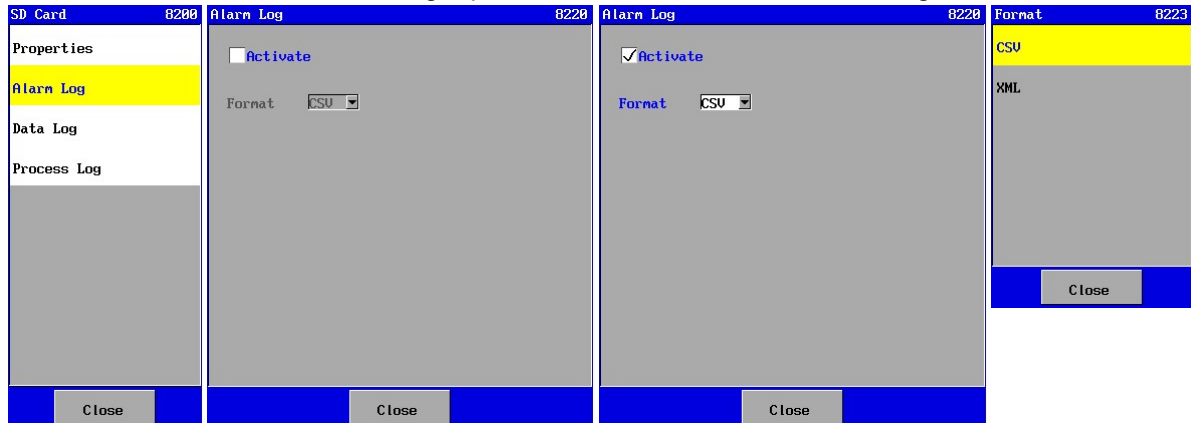 SD Card 8200
Properties
Alarm Log
Data Log
Process Log
Close
Alarm Log 8220
Activate
Format CSV
Close
Alarm Log 8220
Activate
Format CSV
Close
Format 8223
CSV
XML
Close